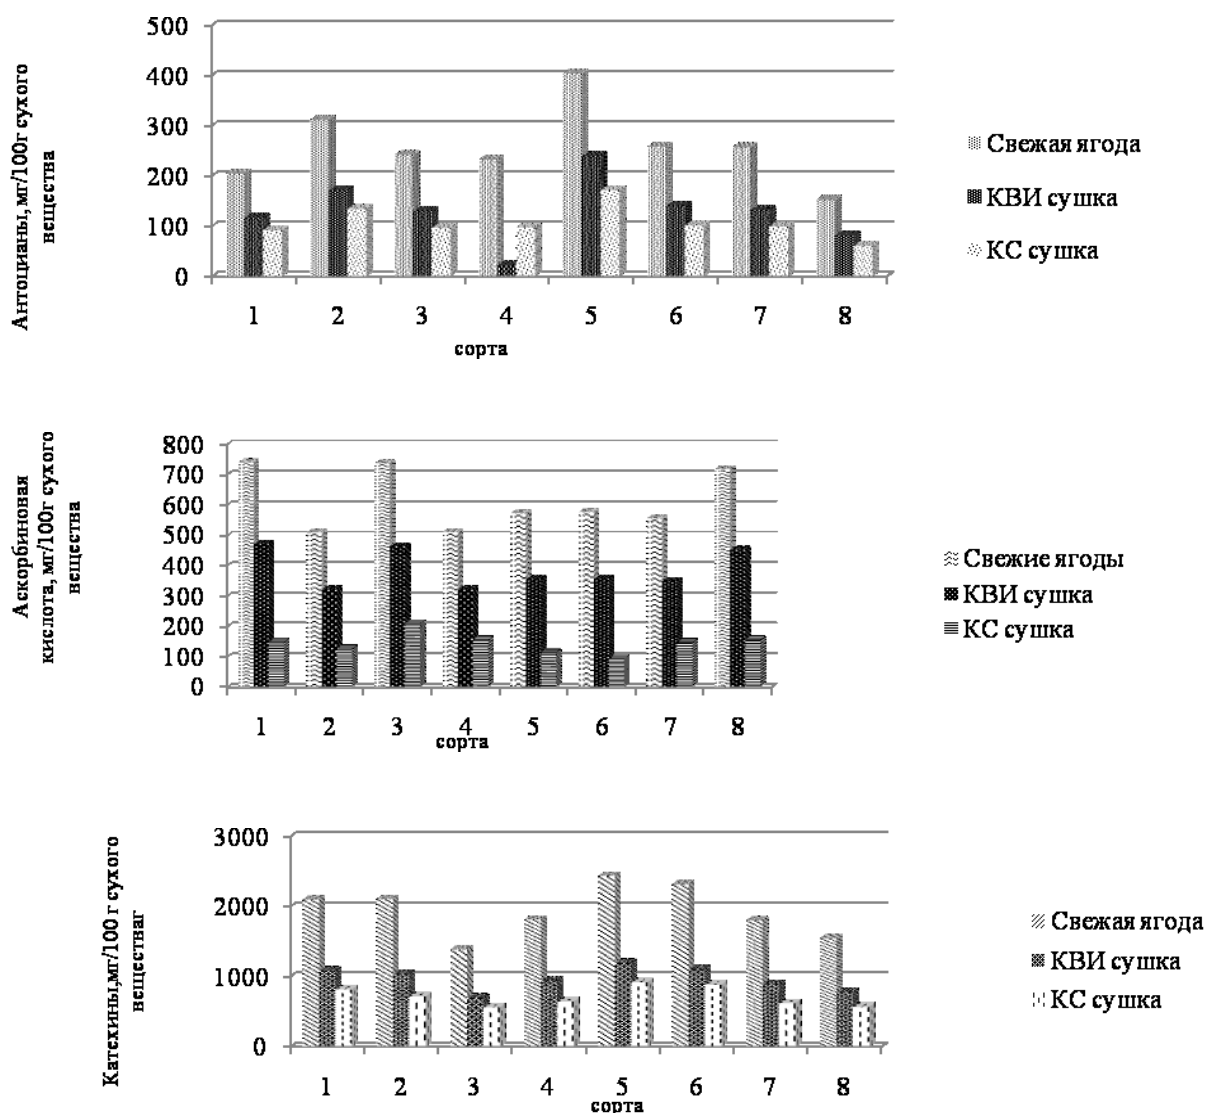 500
400
300
200
100
0
Антоцианы, мг/100г сухого
вещества
1 2 3 4 5 6 7 8
сорта
Свежая ягода
КВИ сушка
КС сушка
800
700
600
500
400
300
200
100
0
Аскорбиновая
кислота, мг/100г сухого
вещества
1 2 3 4 5 6 7 8
сорта
Свежие ягоды
КВИ сушка
КС сушка
3000
2000
1000
0
Катехины,мг/100 г сухого
веществаг
1 2 3 4 5 6 7 8
сорта
Свежая ягода
КВИ сушка
КС сушка